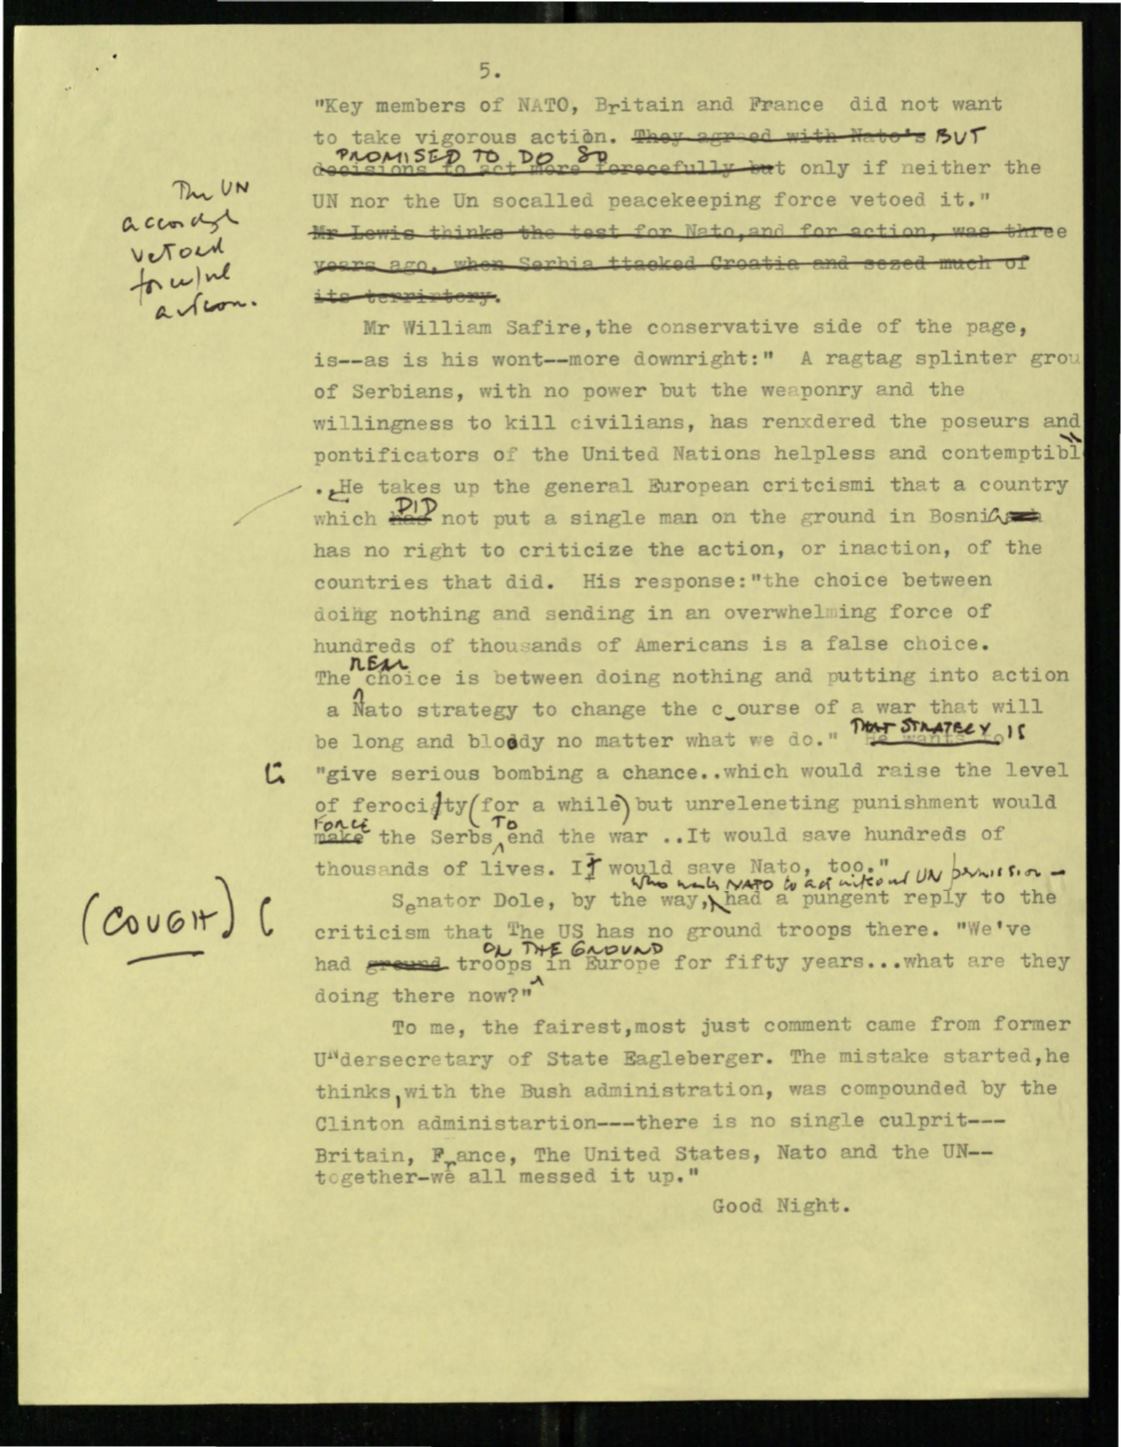 5.
"Key members of NATO, Britain and France did not want
to take vigorous action. They agreed with Nato's BUT
PROMISED TO DO SO
decisions to act more forecefully but only if neither the
The UN
accordingly
vetoed
forceful
action.
UN nor the Un socalled peacekeeping force vetoed it."
Mr Lewis thinks the test for Nato,and for action, was three
years ago, when Serbia ttacked Croatia and sezed much of
its terrirtory.
Mr William Safire,the conservative side of the page,
is--as is his wont--more downright:" A ragtag splinter grou
of Serbians, with no power but the weaponry and the
willingness to kill civilians, has renxdered the poseurs and
pontificators of the United Nations helpless and contemptibl"
..He takes up the general European critcismi that a country
DID
which has not put a single man on the ground in Bosnia
has no right to criticize the action, or inaction, of the
countries that did. His response:"the choice between
doing nothing and sending in an overwhelming force of
hundreds of thousands of Americans is a false choice.
REAL
The choice is between doing nothing and putting into action
a Nato strategy to change the c ourse of a war that will
THAT STRATEGY IS
be long and bloody no matter what we do." He wants to
"give serious bombing a chance..which would raise the level
of ferocity (for a while) but unreleneting punishment would
FORCE TO
make the Serbs end the war ..It would save hundreds of
thousands of lives. It would save Nato, too."
who wants NATO to act without UN permission -
(COUGH) (
Senator Dole, by the way, had a pungent reply to the
criticism that The US has no ground troops there. "We've
ON THE GROUND
had ground troops in Europe for fifty years...what are they
doing there now?"
To me, the fairest,most just comment came from former
UNdersecretary of State Eagleberger. The mistake started,he
thinks,with the Bush administration, was compounded by the
Clinton administartion---there is no single culprit---
Britain, France, The United States, Nato and the UN--
together-we all messed it up."
Good Night.